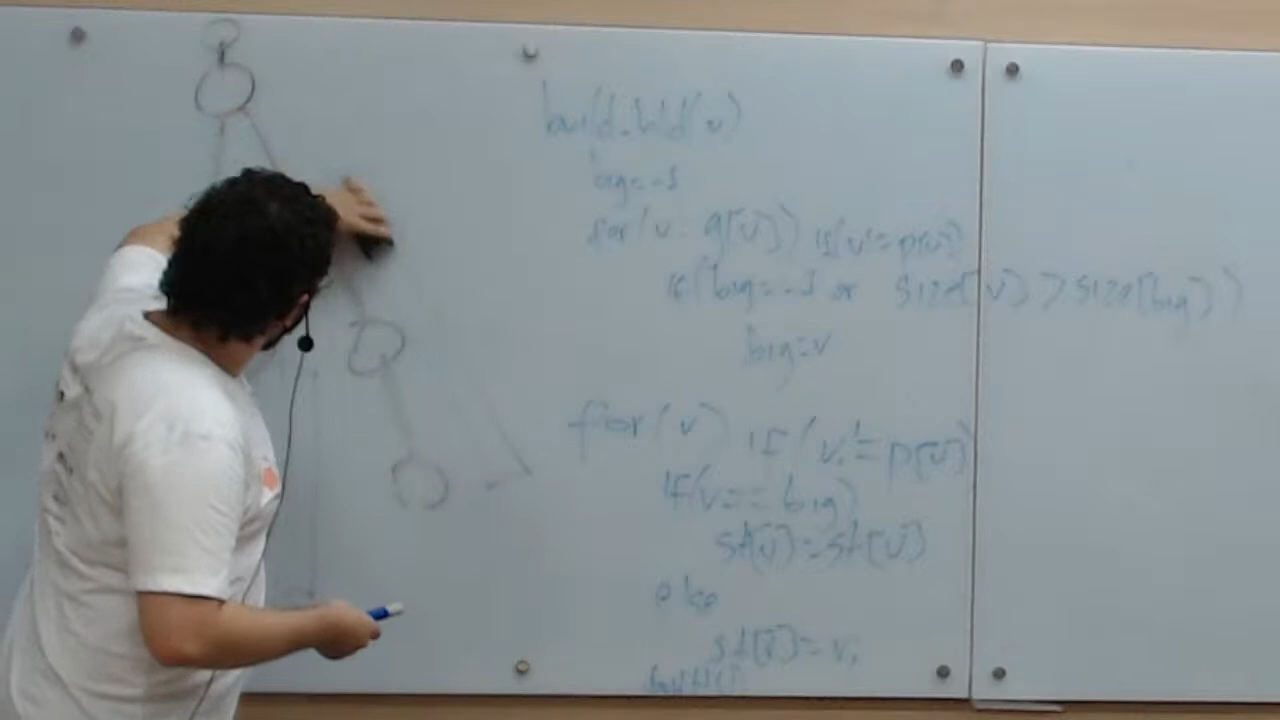 build_hld(v)
big=-1
for(v: g[v]) if(v!=p[v])
if(big==-1 or size[v]>size[big])
big=v
for(v) if(v!=p[v])
if(v==big)
st[v]=st[v]
else
st[v]=v;